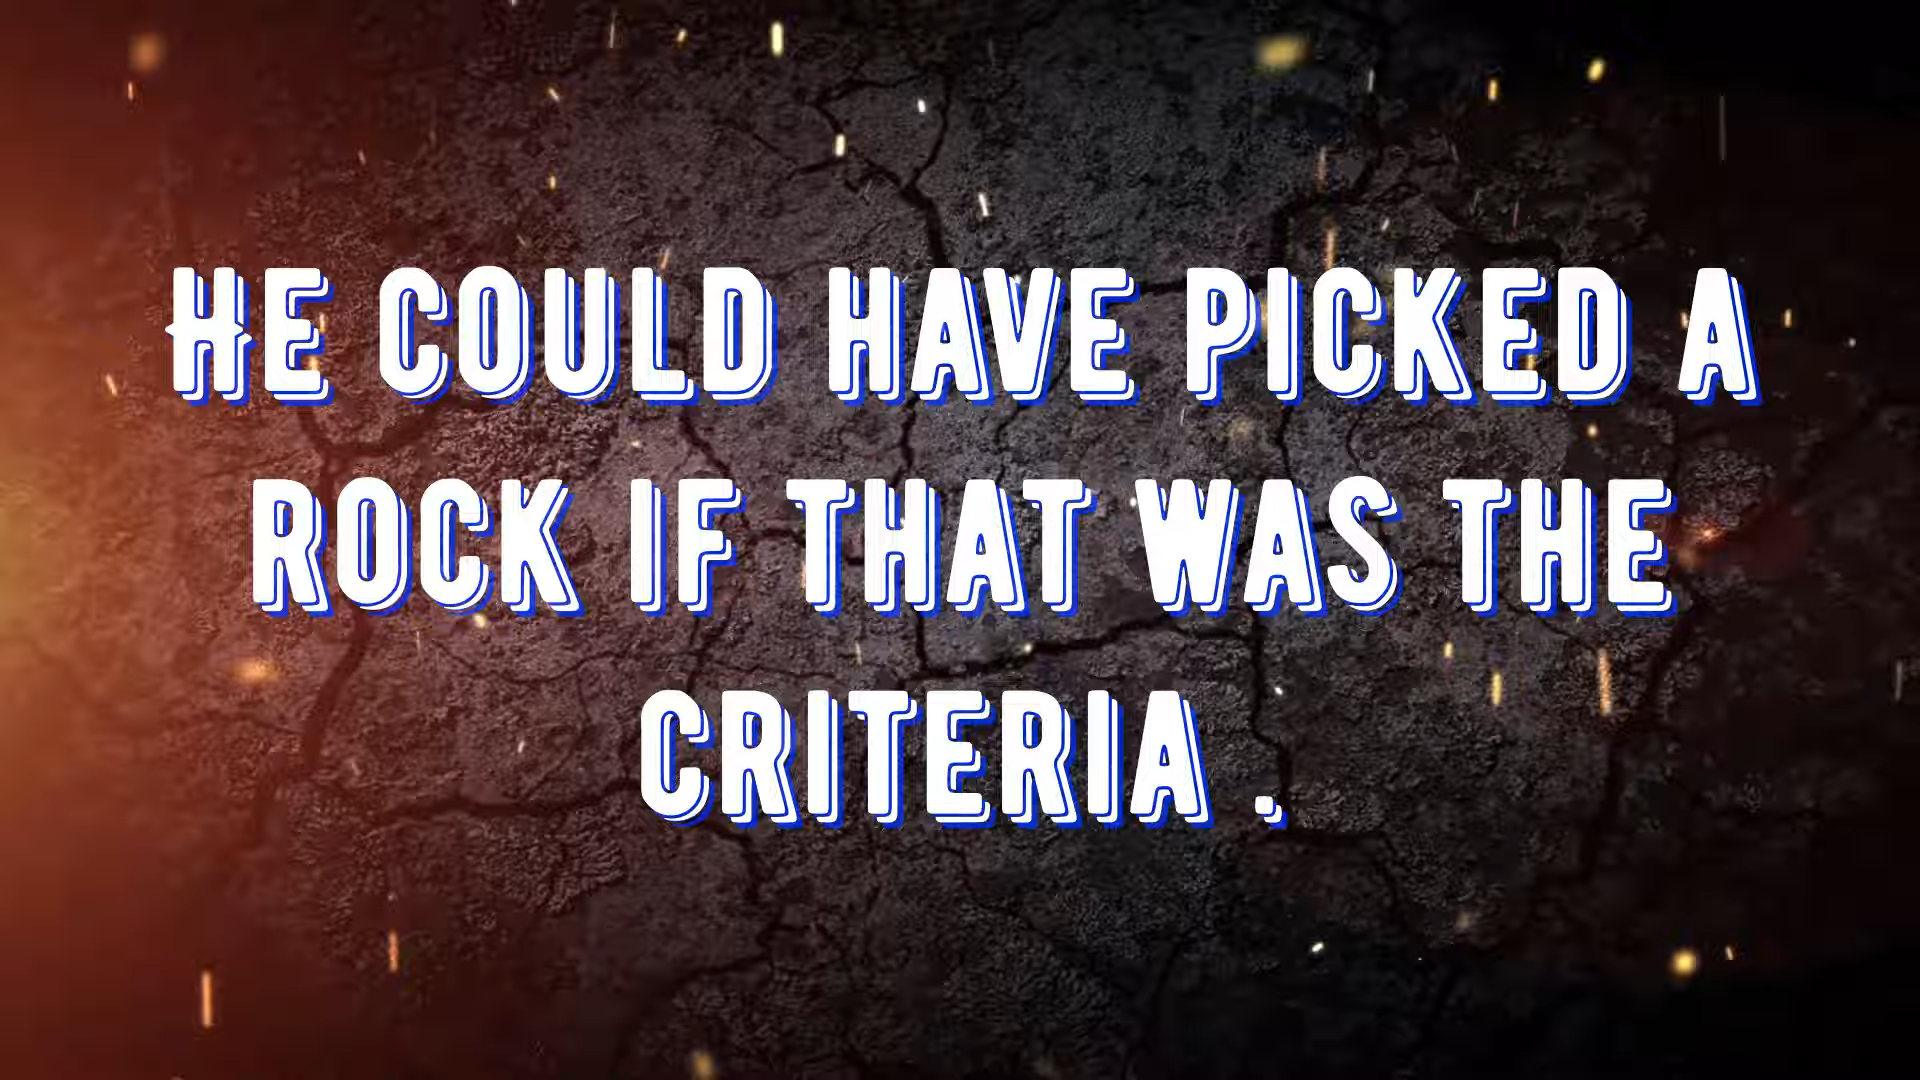 HE COULD HAVE PICKED A
ROCK IF THAT WAS THE
CRITERIA .